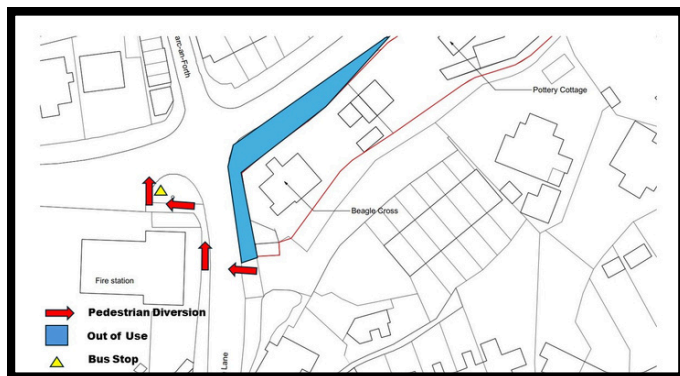 arc-an-Forth
Pottery Cottage
Beagle Cross
Fire station
Pedestrian Diversion
Out of Use
Bus Stop
Lane